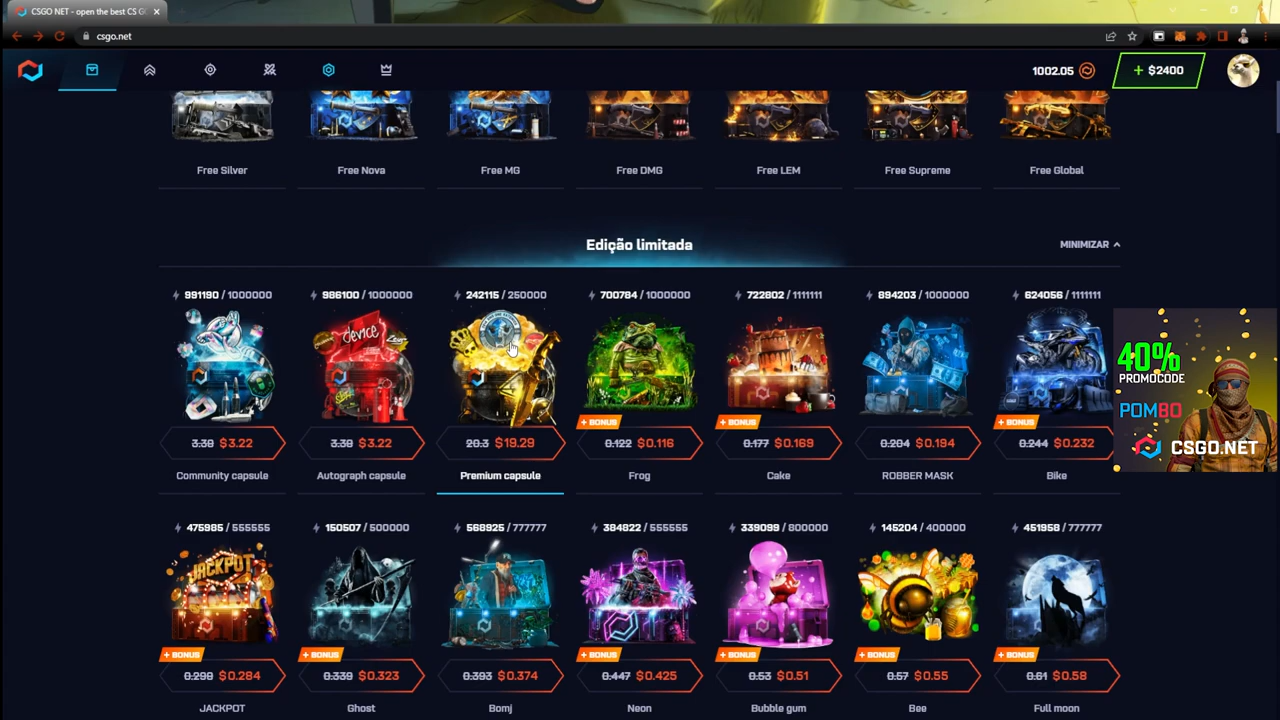 CSGO NET - open the best CS G
csgo.net
1002.05
+ $2400
Free Silver
Free Nova
Free MG
Free DMG
Free LEM
Free Supreme
Free Global
Edição limitada
MINIMIZAR
991190 / 1000000
986100 / 1000000
242115 / 250000
700784 / 1000000
722802 / 1111111
894203 / 1000000
624056 / 1111111
device
+ BONUS
+ BONUS
+ BONUS
3.38 $3.22
3.38 $3.22
20.3 $19.29
0.122 $0.116
0.177 $0.169
0.204 $0.194
0.244 $0.232
Community capsule
Autograph capsule
Premium capsule
Frog
Cake
ROBBER MASK
Bike
40%
PROMOCODE
POMBO
CSGO.NET
475985 / 555555
150507 / 500000
568925 / 777777
384822 / 555555
339099 / 800000
145204 / 400000
451958 / 777777
JACKPOT
+ BONUS
+ BONUS
+ BONUS
+ BONUS
+ BONUS
+ BONUS
0.299 $0.284
0.339 $0.323
0.393 $0.374
0.447 $0.425
0.53 $0.51
0.57 $0.55
0.61 $0.58
JACKPOT
Ghost
Bomj
Neon
Bubble gum
Bee
Full moon